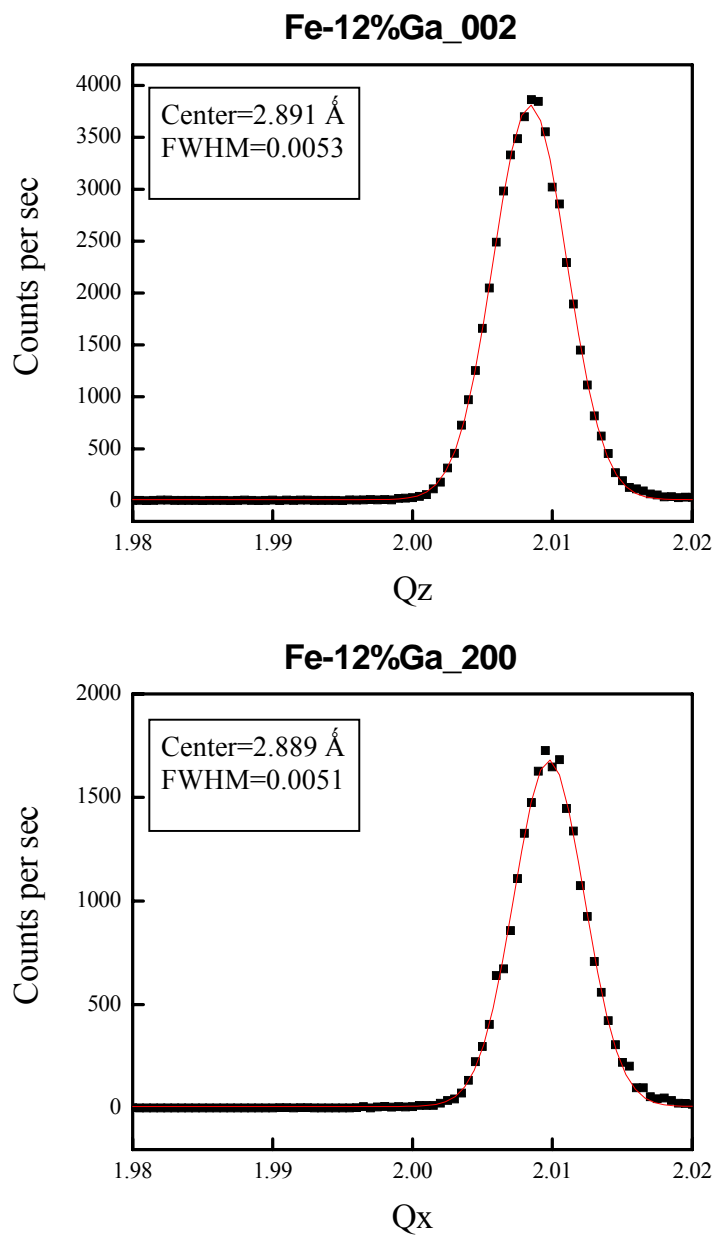 Fe-12%Ga_002
Center=2.891 Å
FWHM=0.0053
4000
3500
3000
2500
2000
1500
1000
500
0
Counts per sec
1.98 1.99 2.00 2.01 2.02
Qz
Fe-12%Ga_200
Center=2.889 Å
FWHM=0.0051
2000
1500
1000
500
0
Counts per sec
1.98 1.99 2.00 2.01 2.02
Qx